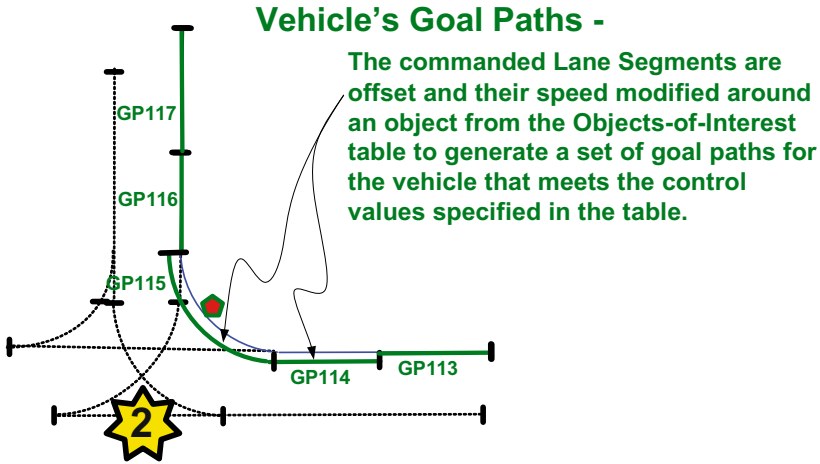 Vehicle's Goal Paths -
The commanded Lane Segments are
offset and their speed modified around
an object from the Objects-of-Interest
table to generate a set of goal paths for
the vehicle that meets the control
values specified in the table.
GP117
GP116
GP115
GP114
GP113
2